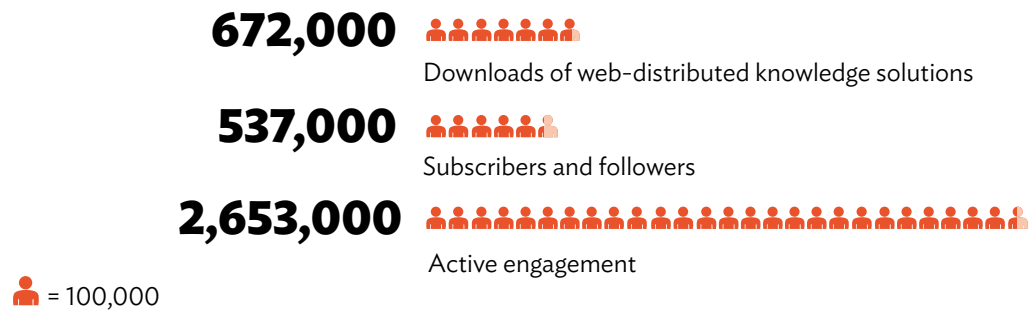 672,000
Downloads of web-distributed knowledge solutions
537,000
Subscribers and followers
2,653,000
Active engagement
= 100,000